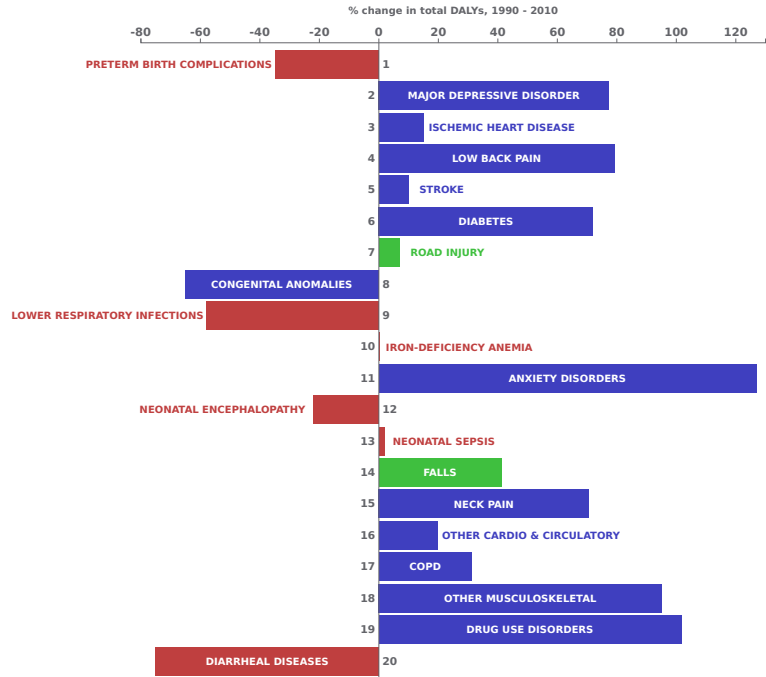 % change in total DALYs, 1990 - 2010
-80 -60 -40 -20 0 20 40 60 80 100 120
PRETERM BIRTH COMPLICATIONS 1
2 MAJOR DEPRESSIVE DISORDER
3 ISCHEMIC HEART DISEASE
4 LOW BACK PAIN
5 STROKE
6 DIABETES
7 ROAD INJURY
CONGENITAL ANOMALIES 8
LOWER RESPIRATORY INFECTIONS 9
10 IRON-DEFICIENCY ANEMIA
11 ANXIETY DISORDERS
NEONATAL ENCEPHALOPATHY 12
13 NEONATAL SEPSIS
14 FALLS
15 NECK PAIN
16 OTHER CARDIO & CIRCULATORY
17 COPD
18 OTHER MUSCULOSKELETAL
19 DRUG USE DISORDERS
DIARRHEAL DISEASES 20